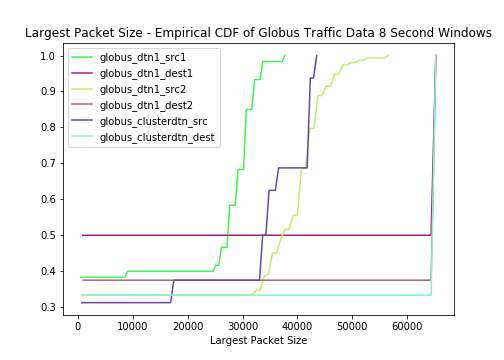 Largest Packet Size - Empirical CDF of Globus Traffic Data 8 Second Windows
globus_dtn1_src1
globus_dtn1_dest1
globus_dtn1_src2
globus_dtn1_dest2
globus_clusterdtn_src
globus_clusterdtn_dest
1.0
0.9
0.8
0.7
0.6
0.5
0.4
0.3
0 10000 20000 30000 40000 50000 60000
Largest Packet Size